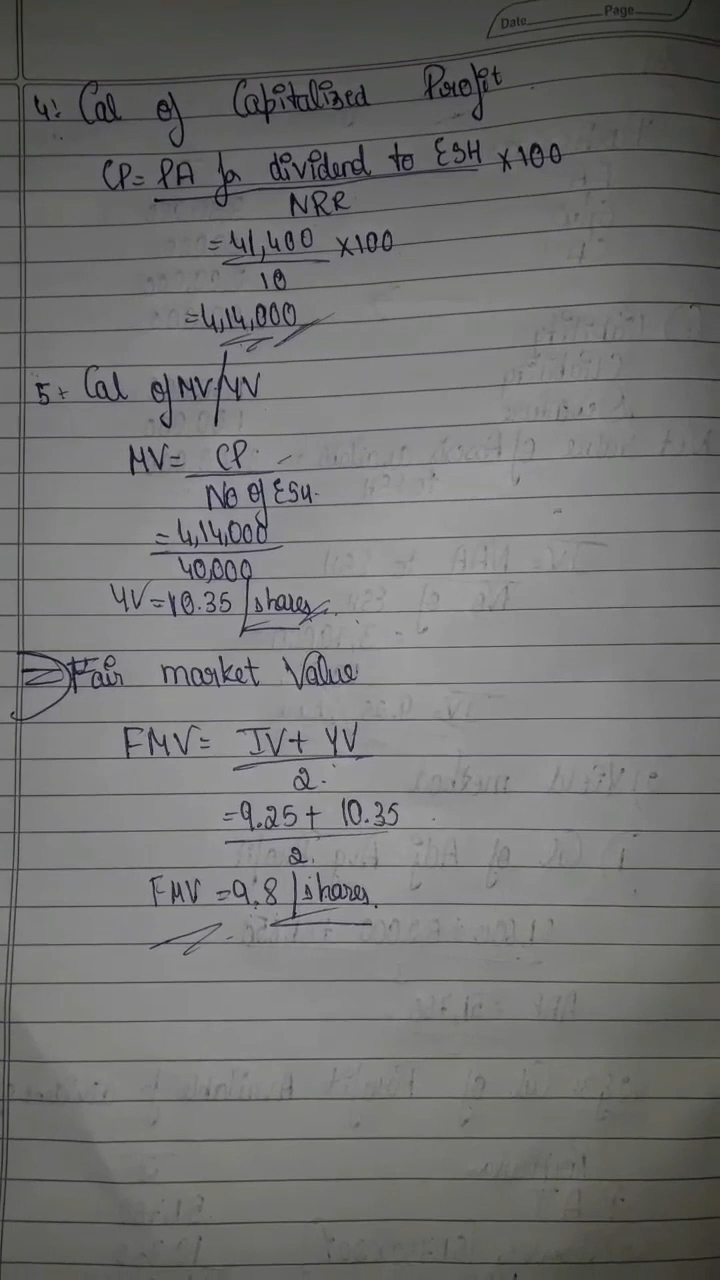 Date Page
4: Cal of Capitalized Profit
CP= PA for dividend to ESH ×100
NRR
= 41,400 ×100
10
= 4,14,000
5+ Cal of MV/YV
MV= CP
No of ESH.
= 4,14,000
40,000
YV=10.35 | shares.
Fair market Value
FMV= IV+ YV
2.
=9.25+ 10.35
2.
FMV =9.8 | shares.